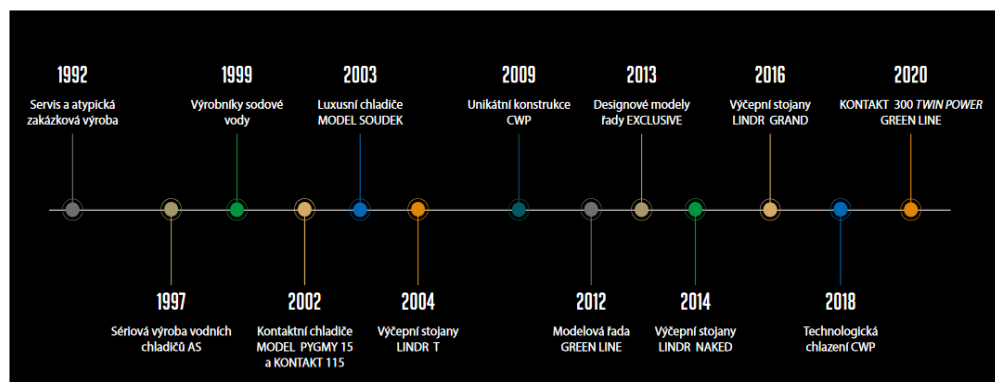 1992
Servis a atypická
zakázková výroba
1999
Výrobníky sodové
vody
2003
Luxusní chladiče
MODEL SOUDEK
2009
Unikátní konstrukce
CWP
2013
Designové modely
řady EXCLUSIVE
2016
Výčepní stojany
LINDR GRAND
2020
KONTAKT 300 TWIN POWER
GREEN LINE
1997
Sériová výroba vodních
chladičů AS
2002
Kontaktní chladiče
MODEL PYGMY 15
a KONTAKT 115
2004
Výčepní stojany
LINDR T
2012
Modelová řada
GREEN LINE
2014
Výčepní stojany
LINDR NAKED
2018
Technologická
chlazení CWP